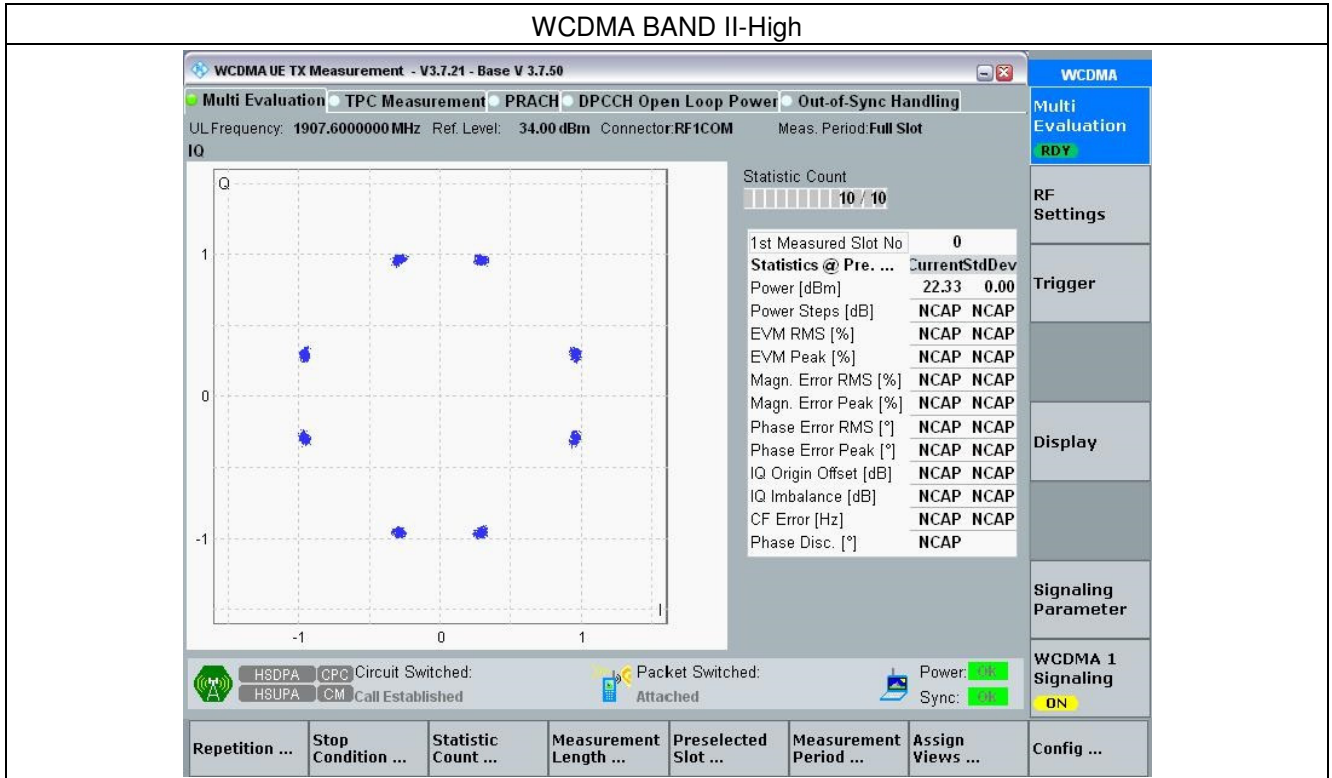 WCDMA BAND II-High
WCDMA UE TX Measurement - V3.7.21 - Base V 3.7.50
WCDMA
Multi Evaluation TPC Measurement PRACH DPCCH Open Loop Power Out-of-Sync Handling
Multi
Evaluation
RDY
UL Frequency: 1907.6000000 MHz Ref. Level: 34.00 dBm Connector:RF1COM Meas. Period:Full Slot
IQ
Q
1
0
-1
I
-1 0 1
Statistic Count
10 / 10
1st Measured Slot No 0
Statistics @ Pre. ... CurrentStdDev
Power [dBm] 22.33 0.00
Power Steps [dB] NCAP NCAP
EVM RMS [%] NCAP NCAP
EVM Peak [%] NCAP NCAP
Magn. Error RMS [%] NCAP NCAP
Magn. Error Peak [%] NCAP NCAP
Phase Error RMS [°] NCAP NCAP
Phase Error Peak [°] NCAP NCAP
IQ Origin Offset [dB] NCAP NCAP
IQ Imbalance [dB] NCAP NCAP
CF Error [Hz] NCAP NCAP
Phase Disc. [°] NCAP
RF
Settings
Trigger
Display
Signaling
Parameter
WCDMA 1
Signaling
ON
HSDPA CPC Circuit Switched: Packet Switched: Power: OK
HSUPA CM Call Established Attached Sync: OK
Repetition ...
Stop
Condition ...
Statistic
Count ...
Measurement
Length ...
Preselected
Slot ...
Measurement
Period ...
Assign
Views ...
Config ...